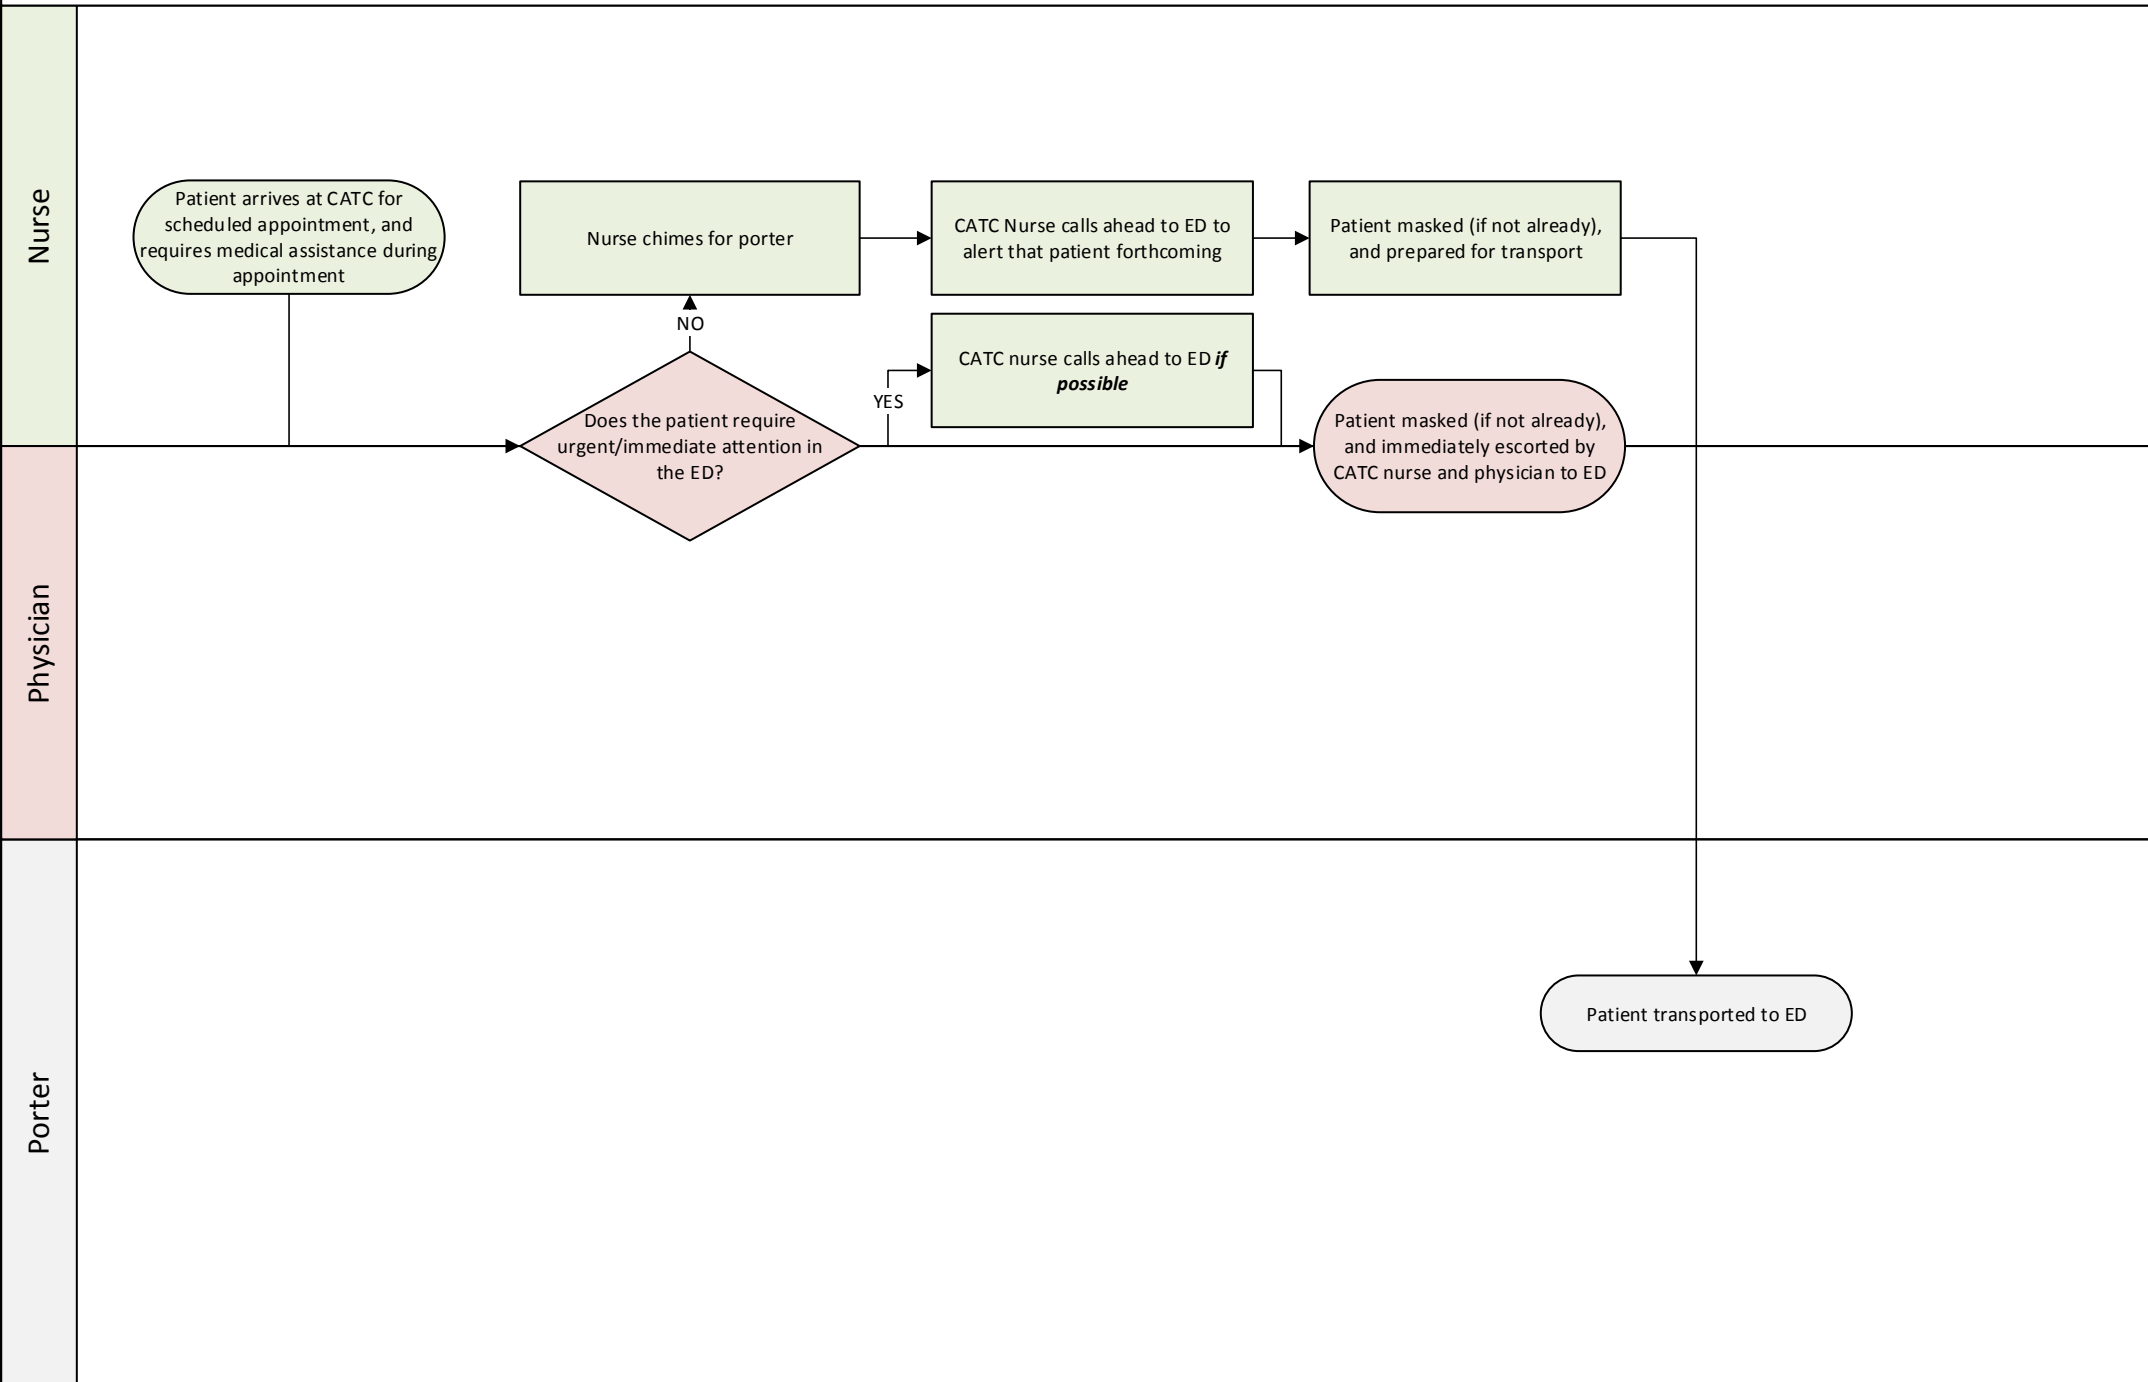 Nurse
Patient arrives at CATC for
scheduled appointment, and
requires medical assistance during
appointment
Nurse chimes for porter
CATC Nurse calls ahead to ED to
alert that patient forthcoming
Patient masked (if not already),
and prepared for transport
NO
CATC nurse calls ahead to ED if
possible
YES
Does the patient require
urgent/immediate attention in
the ED?
Patient masked (if not already),
and immediately escorted by
CATC nurse and physician to ED
Physician
Porter
Patient transported to ED